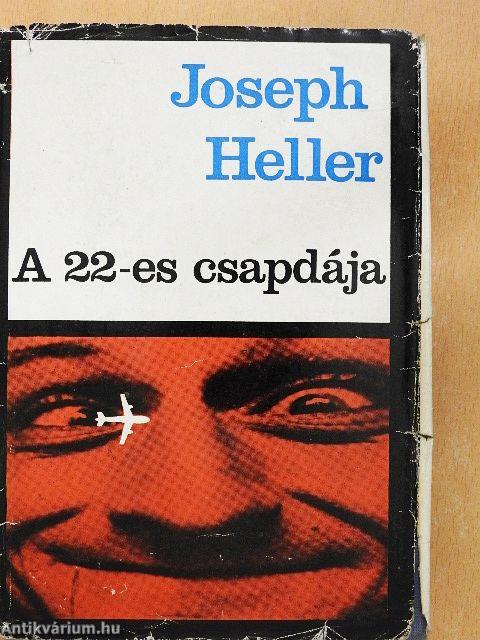 Joseph
Heller
A 22-es csapdája
Antikvárium.hu